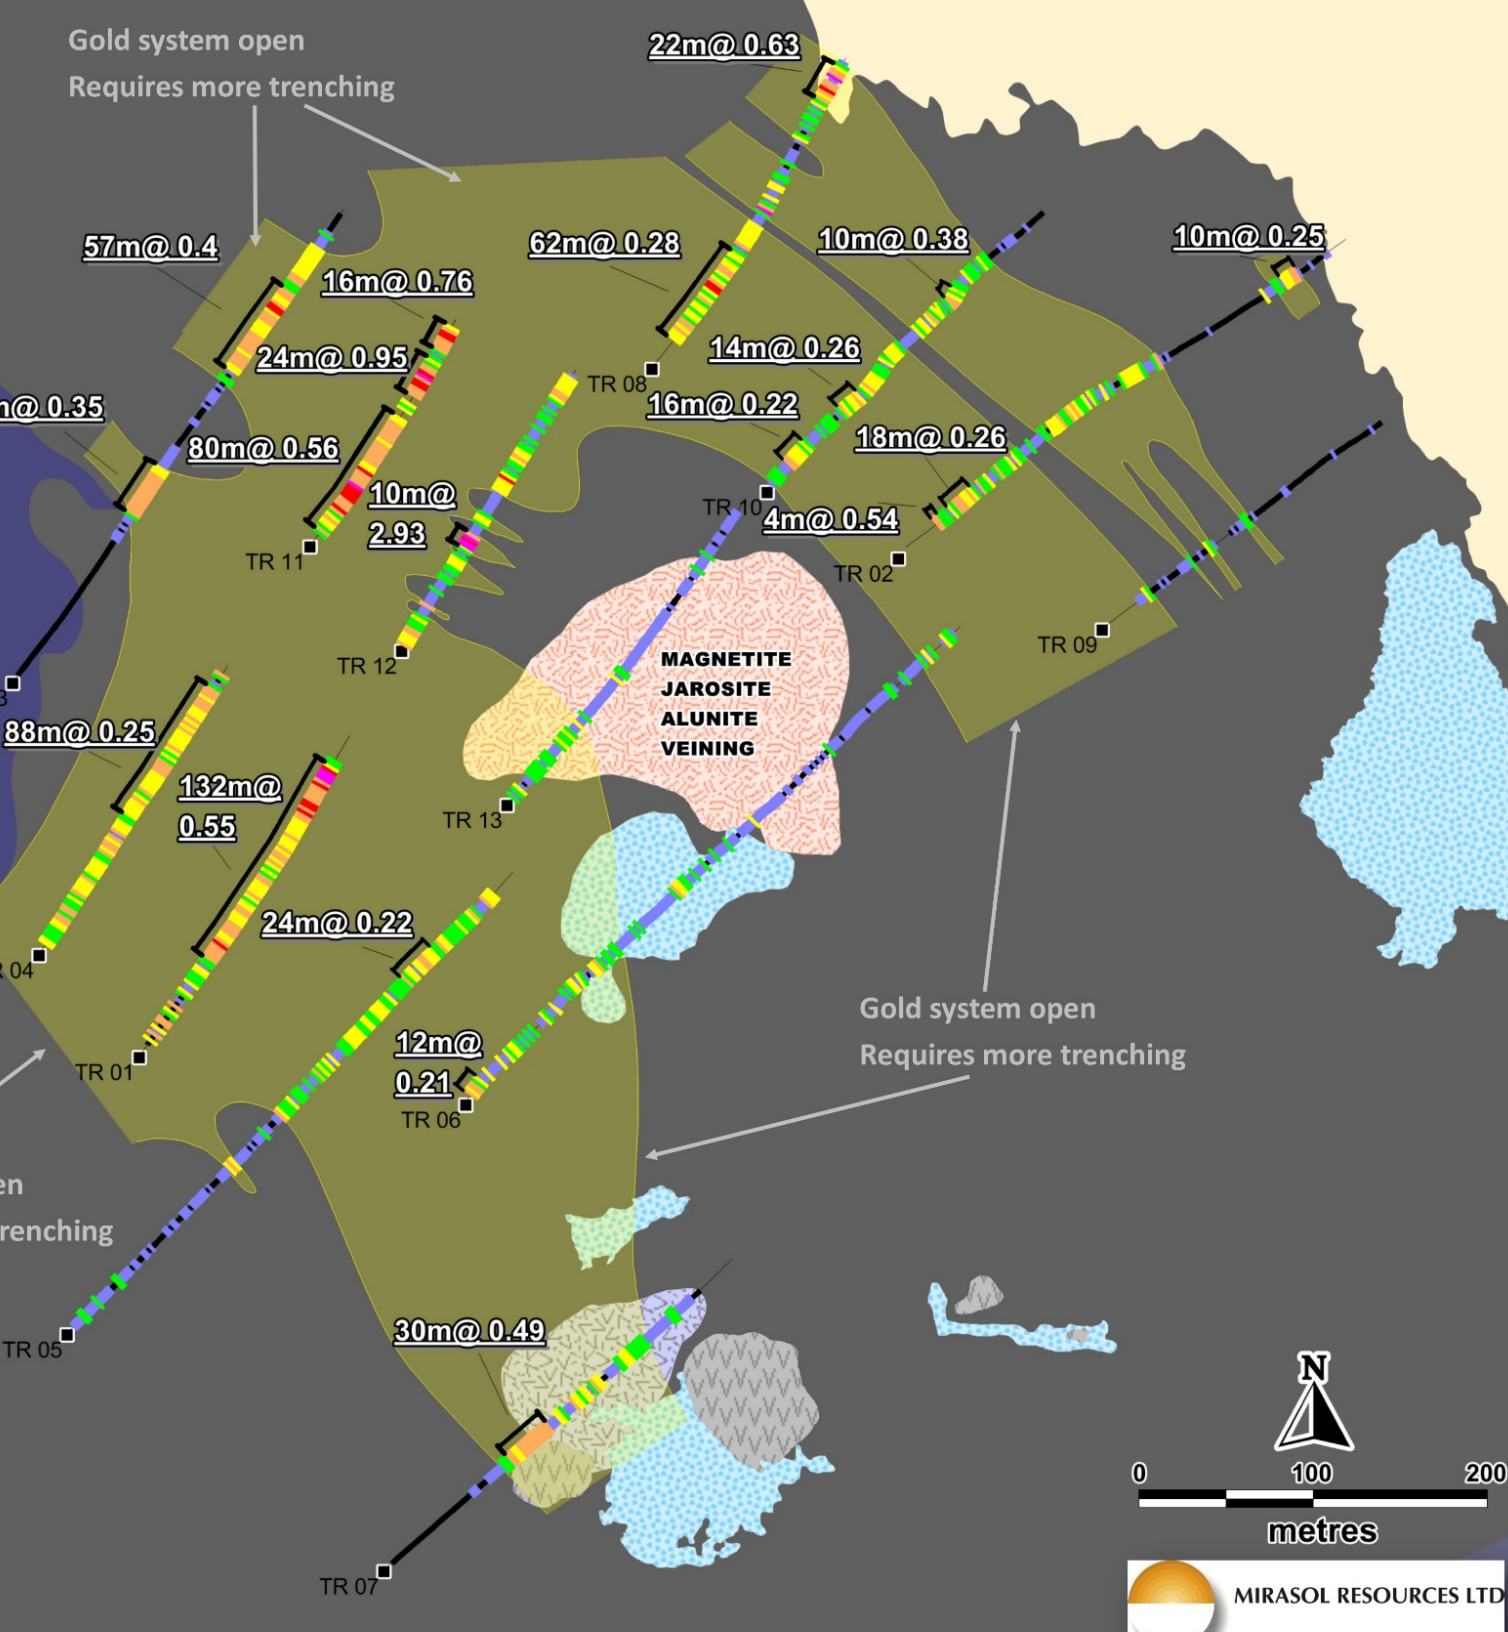 Gold system open
Requires more trenching
22m@ 0.63
57m@ 0.4
62m@ 0.28
10m@ 0.38
10m@ 0.25
16m@ 0.76
24m@ 0.95
14m@ 0.26
TR 08
@ 0.35
16m@ 0.22
80m@ 0.56
18m@ 0.26
10m@
2.93
TR 10
4m@ 0.54
TR 11
TR 02
TR 09
TR 12
MAGNETITE
JAROSITE
ALUNITE
VEINING
88m@ 0.25
132m@
0.55
TR 13
24m@ 0.22
04
Gold system open
Requires more trenching
12m@
0.21
TR 01
TR 06
en
renching
30m@ 0.49
TR 05
N
0 100 200
metres
TR 07
MIRASOL RESOURCES LTD